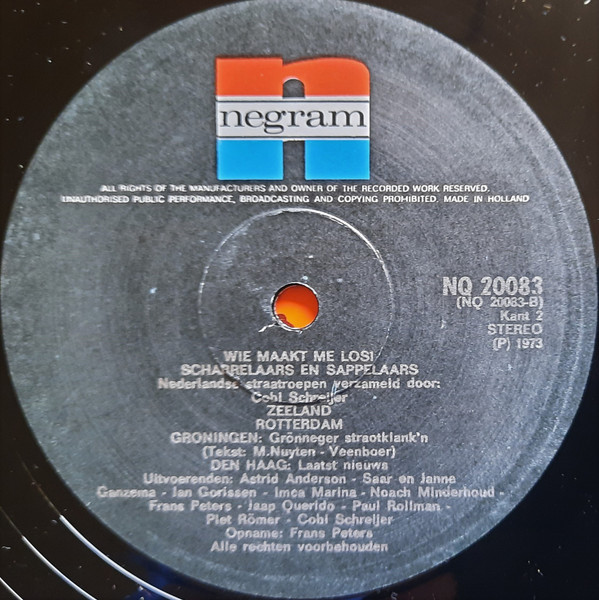 negram
ALL RIGHTS OF THE MANUFACTURERS AND OWNER OF THE RECORDED WORK RESERVED.
UNAUTHORISED PUBLIC PERFORMANCE, BROADCASTING AND COPYING PROHIBITED. MADE IN HOLLAND
NQ 20083
(NQ 20083-B)
Kant 2
STEREO
(P) 1973
WIE MAAKT ME LOS!
SCHARRELAARS EN SAPPELAARS
Nederlandse straatroepen verzameld door:
Cobi Schreijer
ZEELAND
ROTTERDAM
GRONINGEN: Grönneger straotklank'n
(Tekst: M.Nuyten - Veenboer)
DEN HAAG: Laatst nieuws
Uitvoerenden: Astrid Anderson - Saar en Janne
Ganzema - Jan Gorissen - Imca Marina - Noach Minderhoud -
Frans Peters - Jaap Querido - Paul Rollman -
Piet Römer - Cobi Schreijer
Opname: Frans Peters
Alle rechten voorbehouden